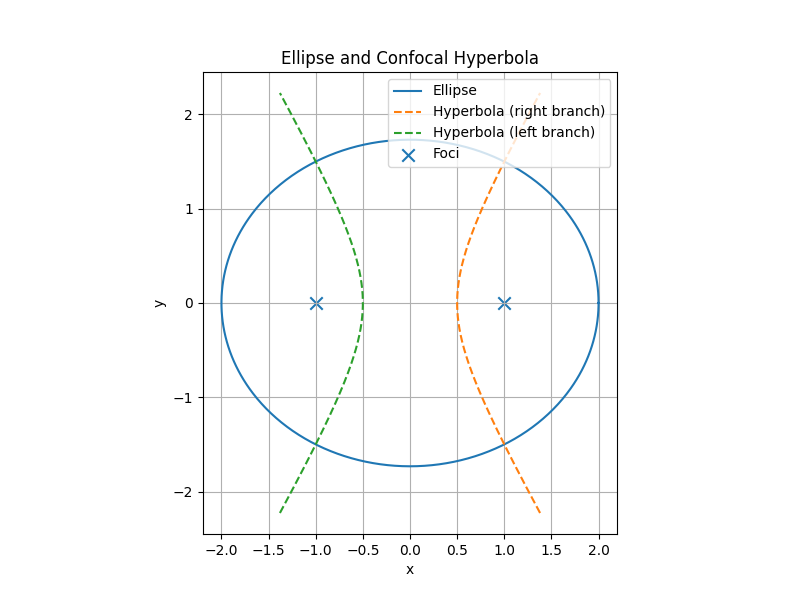 Ellipse and Confocal Hyperbola
Ellipse
Hyperbola (right branch)
Hyperbola (left branch)
Foci
2
1
0
−1
−2
y
−2.0 −1.5 −1.0 −0.5 0.0 0.5 1.0 1.5 2.0
x